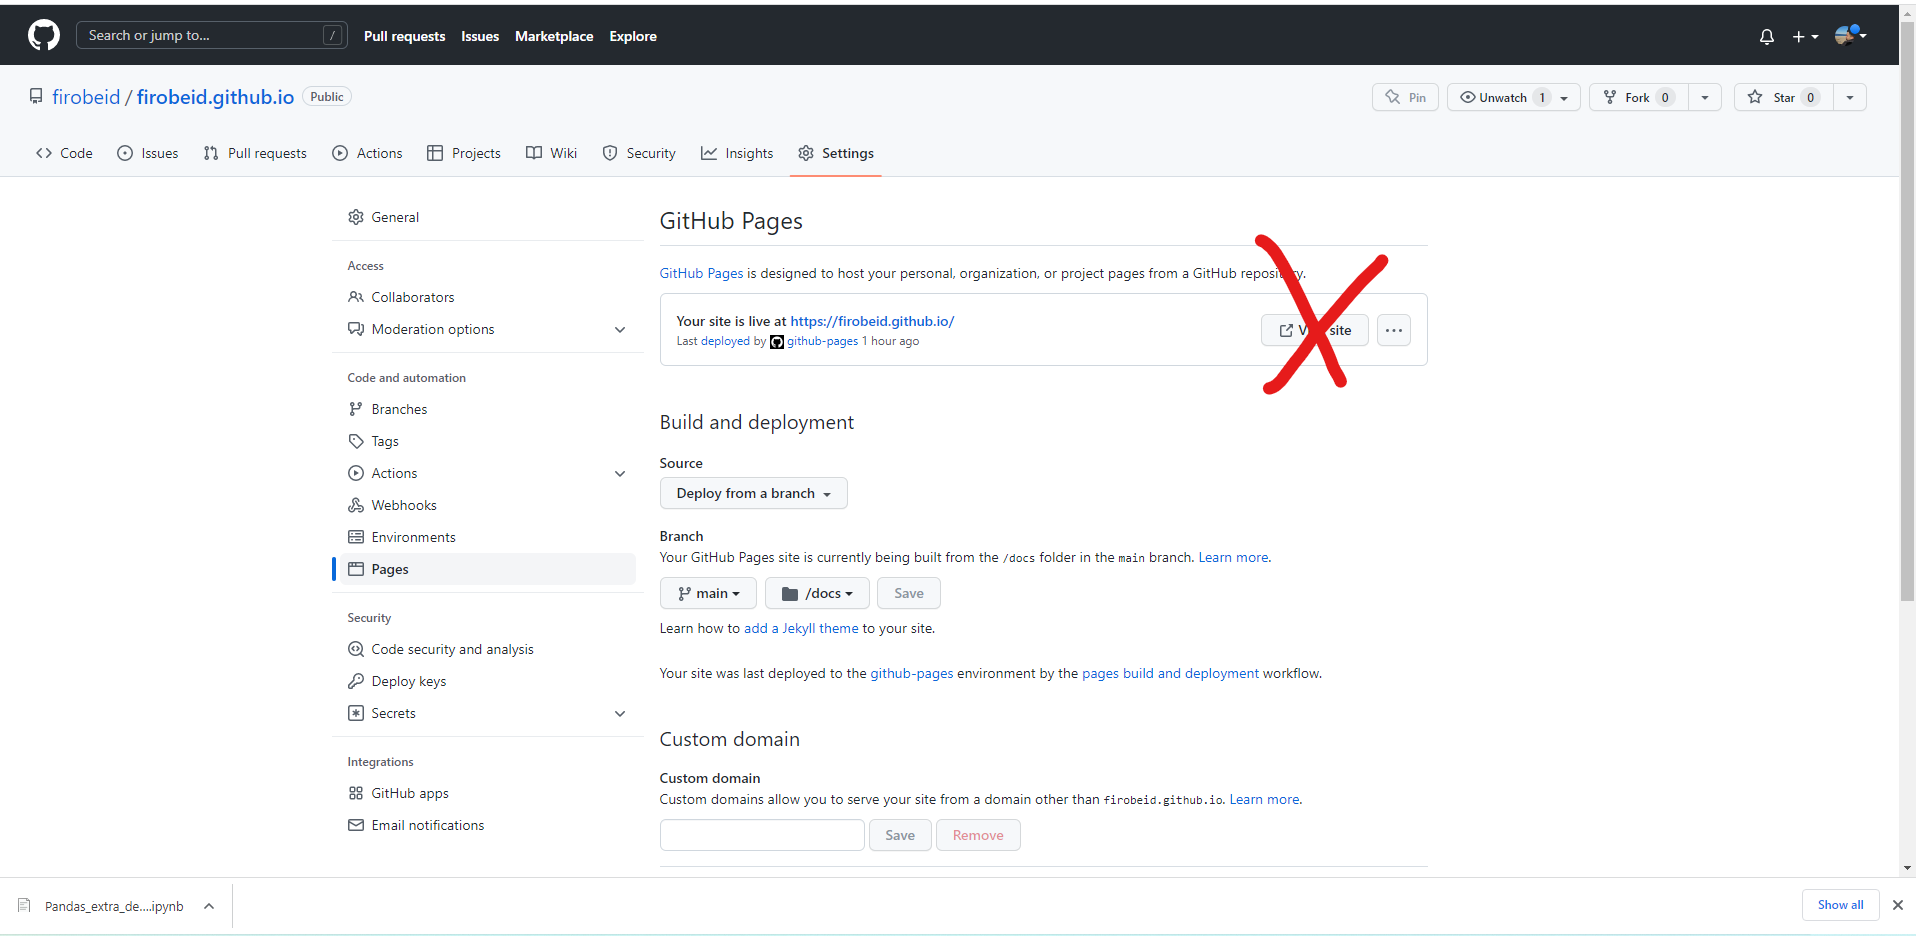 Search or jump to... /
Pull requests Issues Marketplace Explore
firobeid / firobeid.github.io Public
Pin Unwatch 1 Fork 0 Star 0
Code Issues Pull requests Actions Projects Wiki Security Insights Settings
General
Access
Collaborators
Moderation options
Code and automation
Branches
Tags
Actions
Webhooks
Environments
Pages
Security
Code security and analysis
Deploy keys
Secrets
Integrations
GitHub apps
Email notifications
GitHub Pages
GitHub Pages is designed to host your personal, organization, or project pages from a GitHub repository.
Your site is live at https://firobeid.github.io/
Last deployed by github-pages 1 hour ago
site
Build and deployment
Source
Deploy from a branch
Branch
Your GitHub Pages site is currently being built from the /docs folder in the main branch. Learn more.
main /docs Save
Learn how to add a Jekyll theme to your site.
Your site was last deployed to the github-pages environment by the pages build and deployment workflow.
Custom domain
Custom domain
Custom domains allow you to serve your site from a domain other than firobeid.github.io. Learn more.
Save Remove
Pandas_extra_de....ipynb
Show all